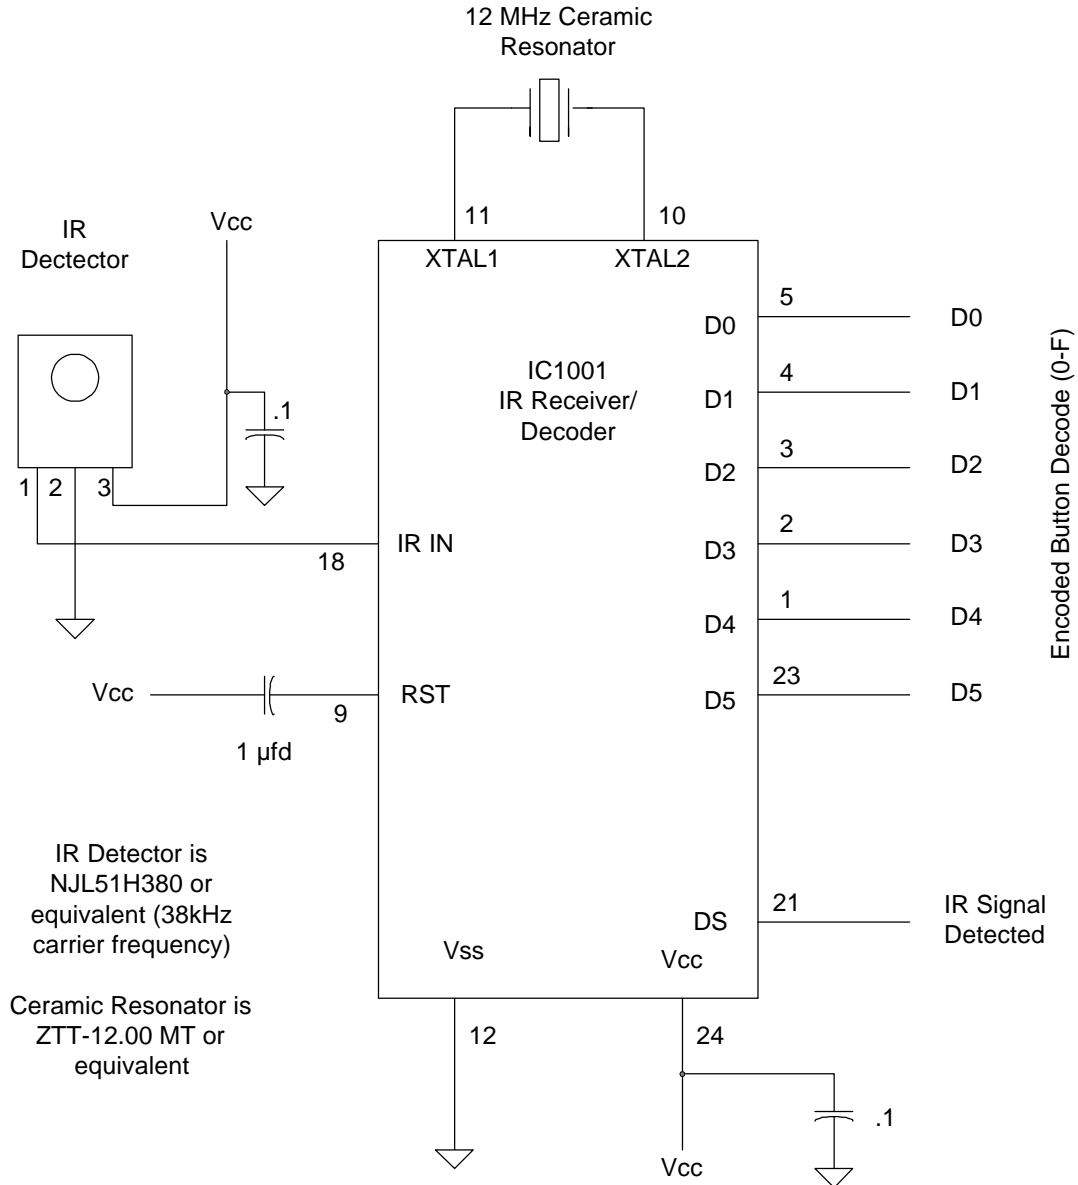 12 MHz Ceramic
Resonator
11
10
IR
Dectector
Vcc
XTAL1
XTAL2
5
D0
D0
IC1001
IR Receiver/
Decoder
4
D1
D1
.1
3
D2
D2
1
2
3
2
D3
D3
IR IN
18
1
D4
D4
23
D5
D5
Encoded Button Decode (0-F)
Vcc
RST
9
1 µfd
IR Detector is
NJL51H380 or
equivalent (38kHz
carrier frequency)
21
DS
IR Signal
Detected
Vss
Vcc
Ceramic Resonator is
ZTT-12.00 MT or
equivalent
12
24
.1
Vcc